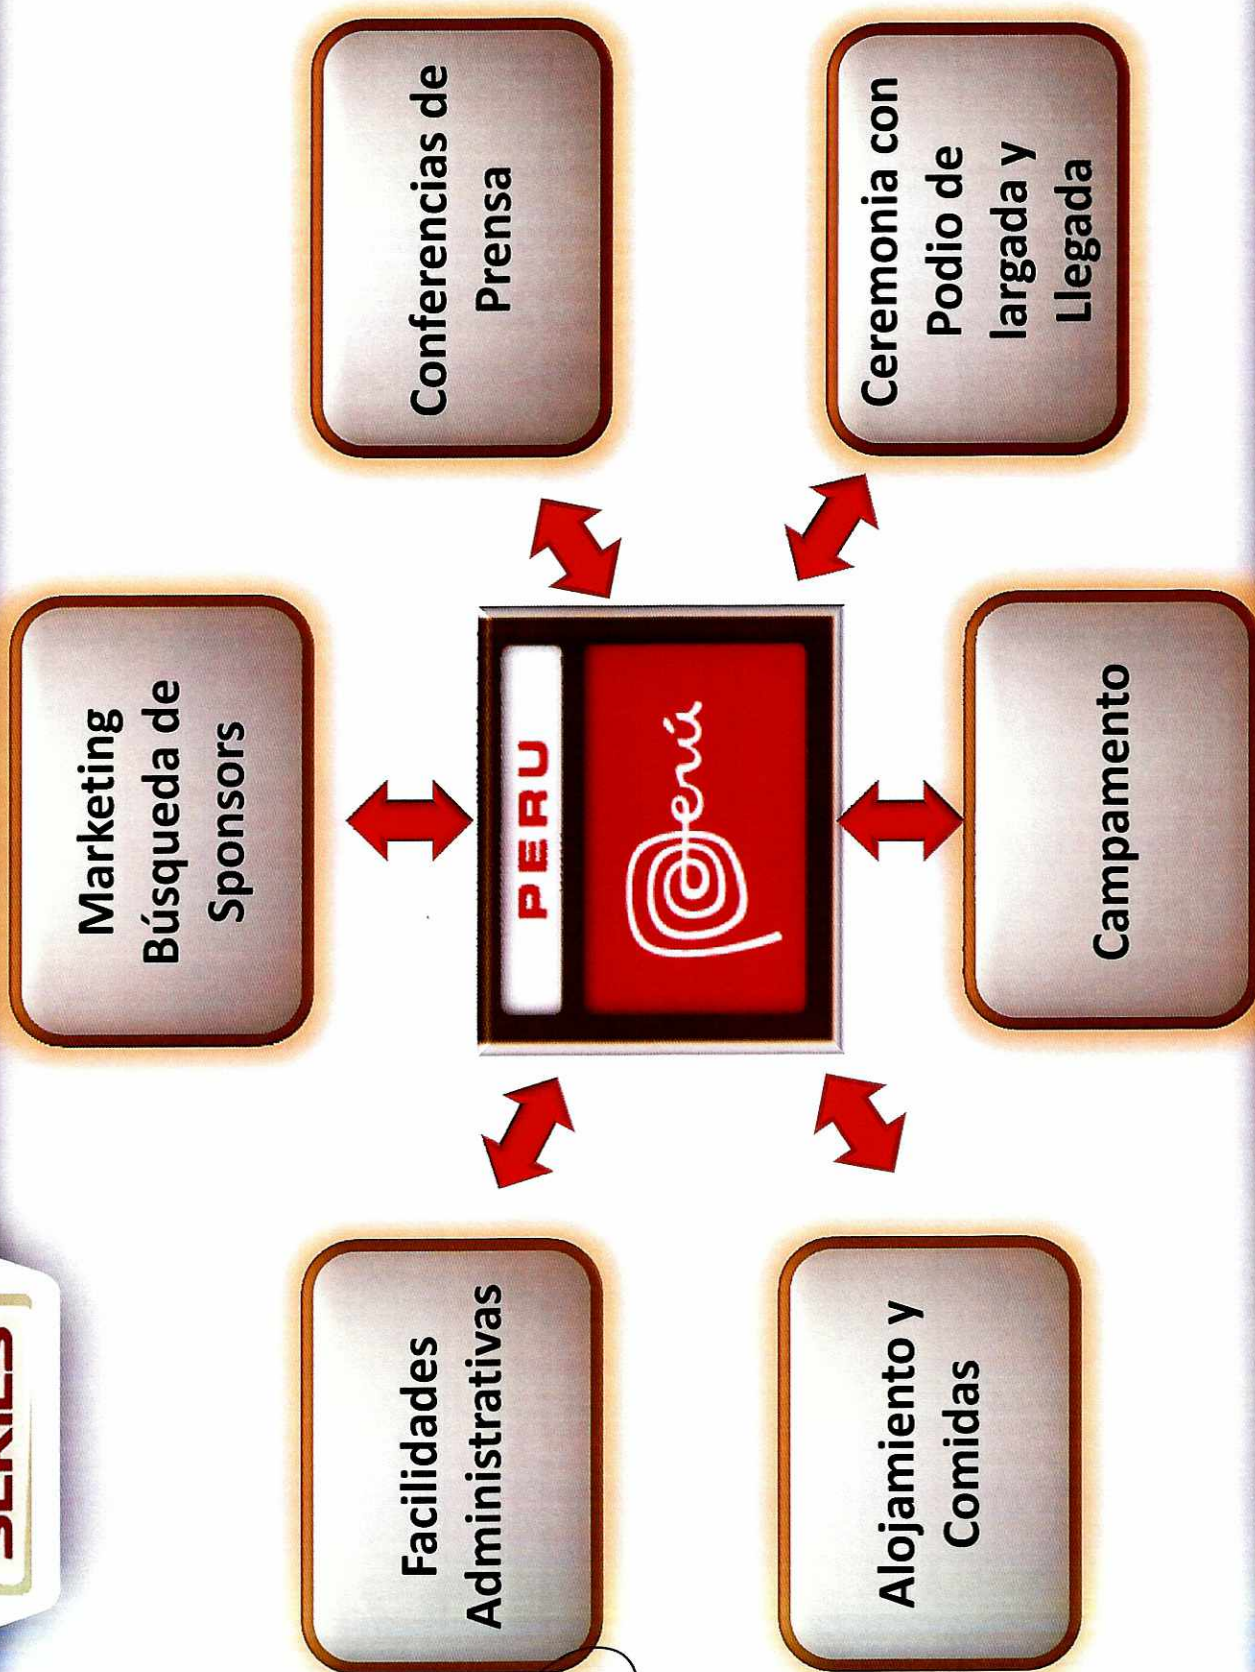 SERIES
Marketing
Búsqueda de
Sponsors
Facilidades
Administrativas
Conferencias de
Prensa
PERU
Perú
Alojamiento y
Comidas
Ceremonia con
Podio de
largada y
Llegada
Campamento